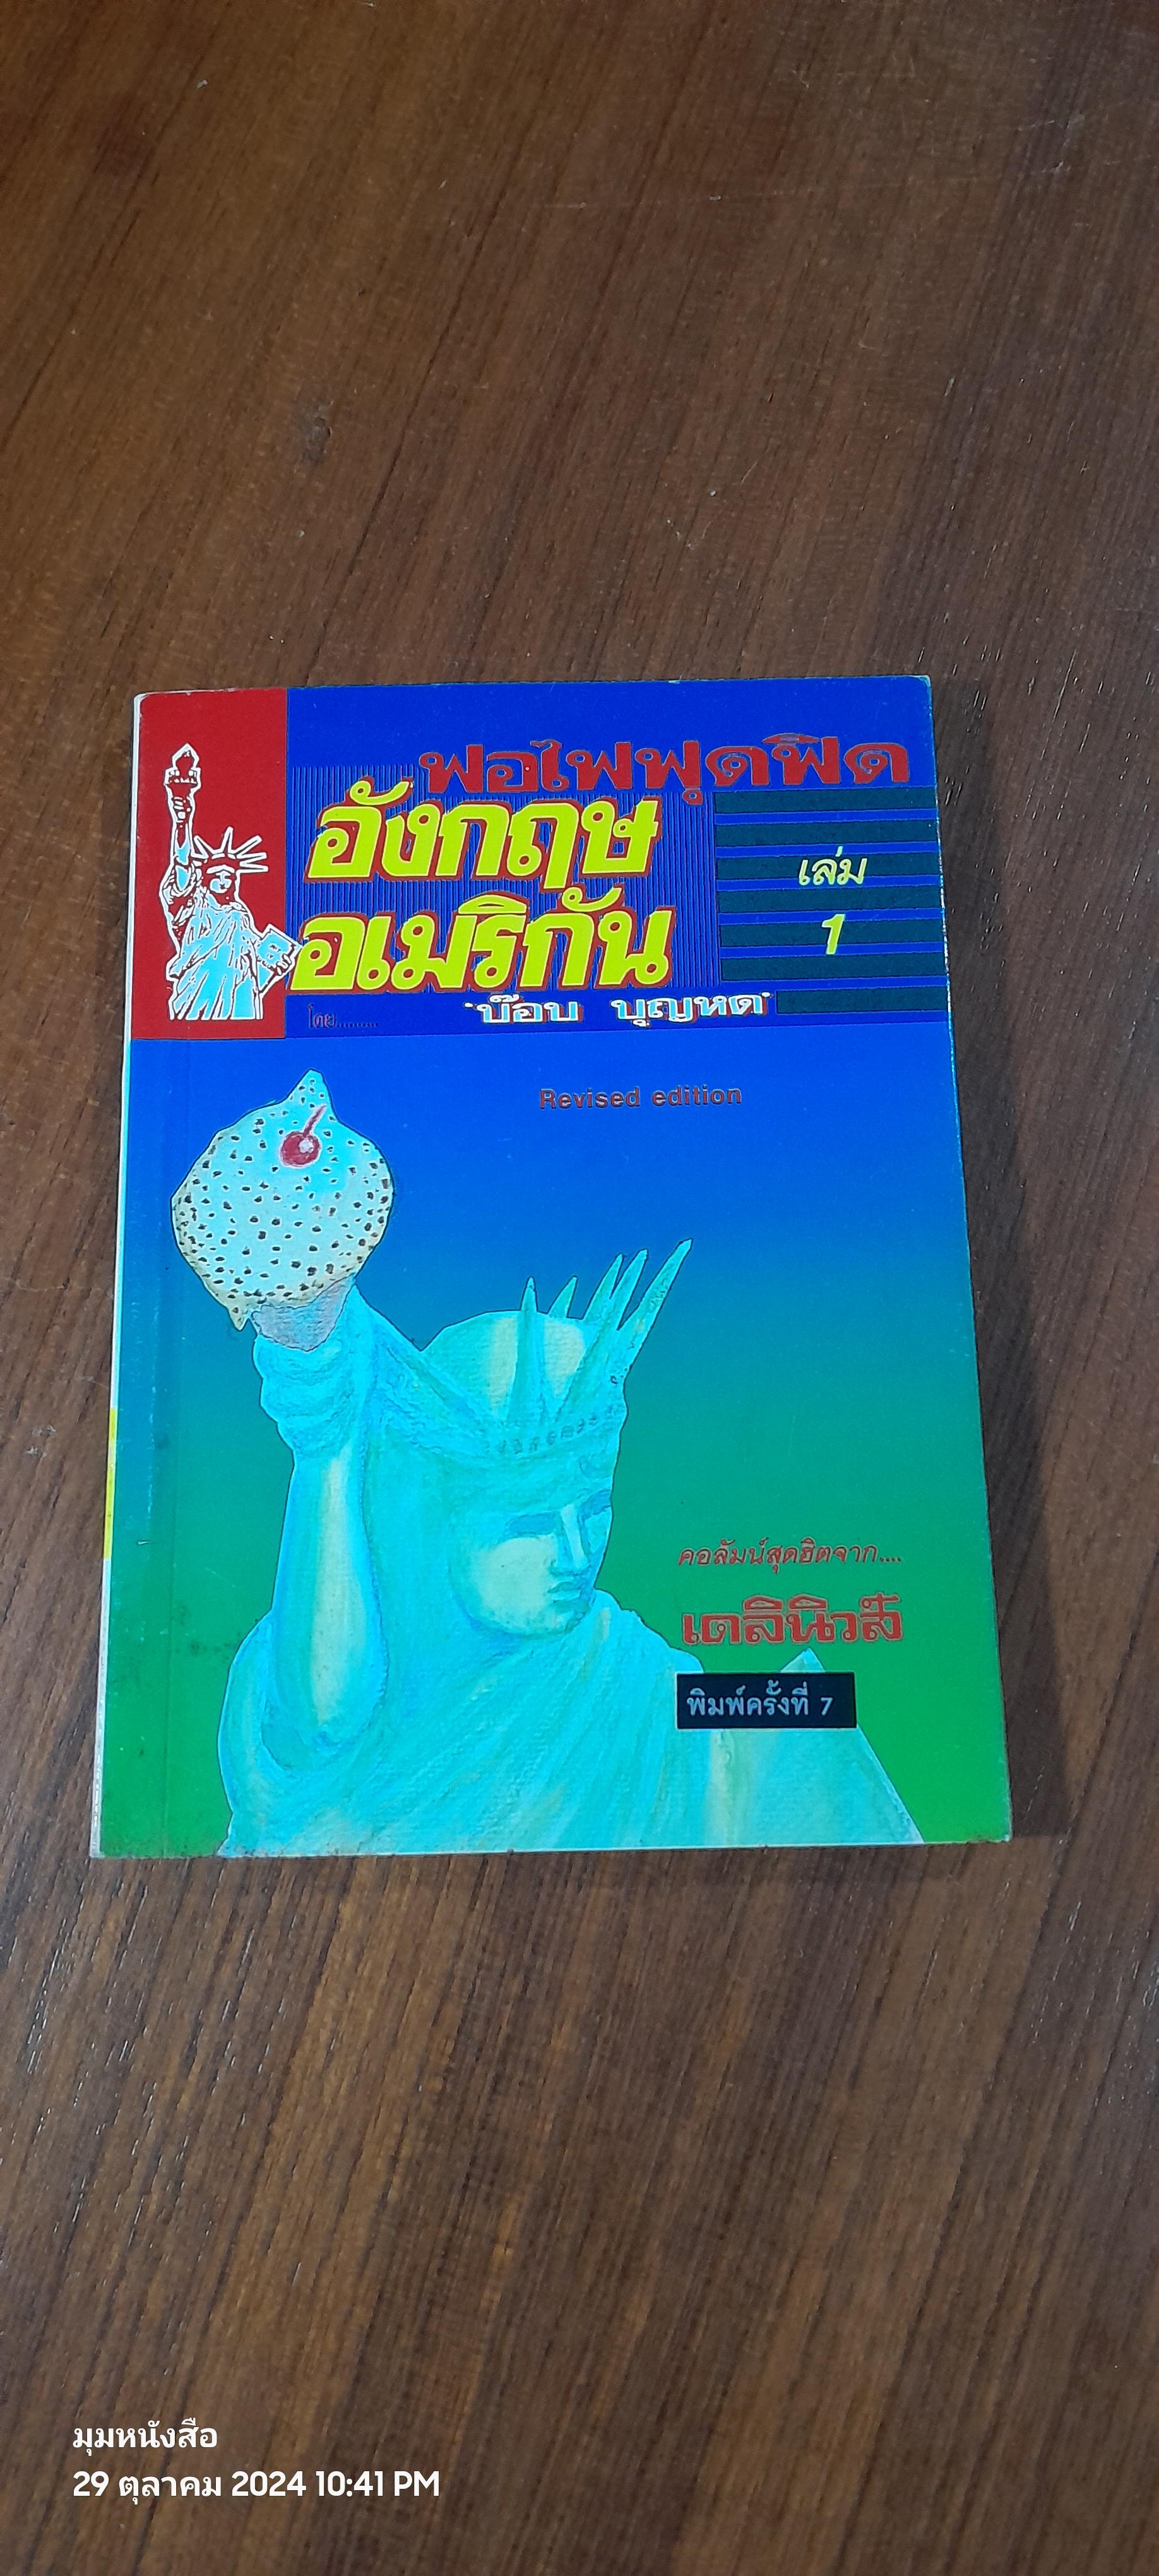 ฟอไฟฟุดฟิด
อังกฤษ
อเมริกัน
เล่ม
1
โดย.........
"บ๊อบ บุญหด"
Revised edition
คอลัมน์สุดฮิตจาก....
เดลินิวส์
พิมพ์ครั้งที่ 7
มุมหนังสือ
29 ตุลาคม 2024 10:41 PM